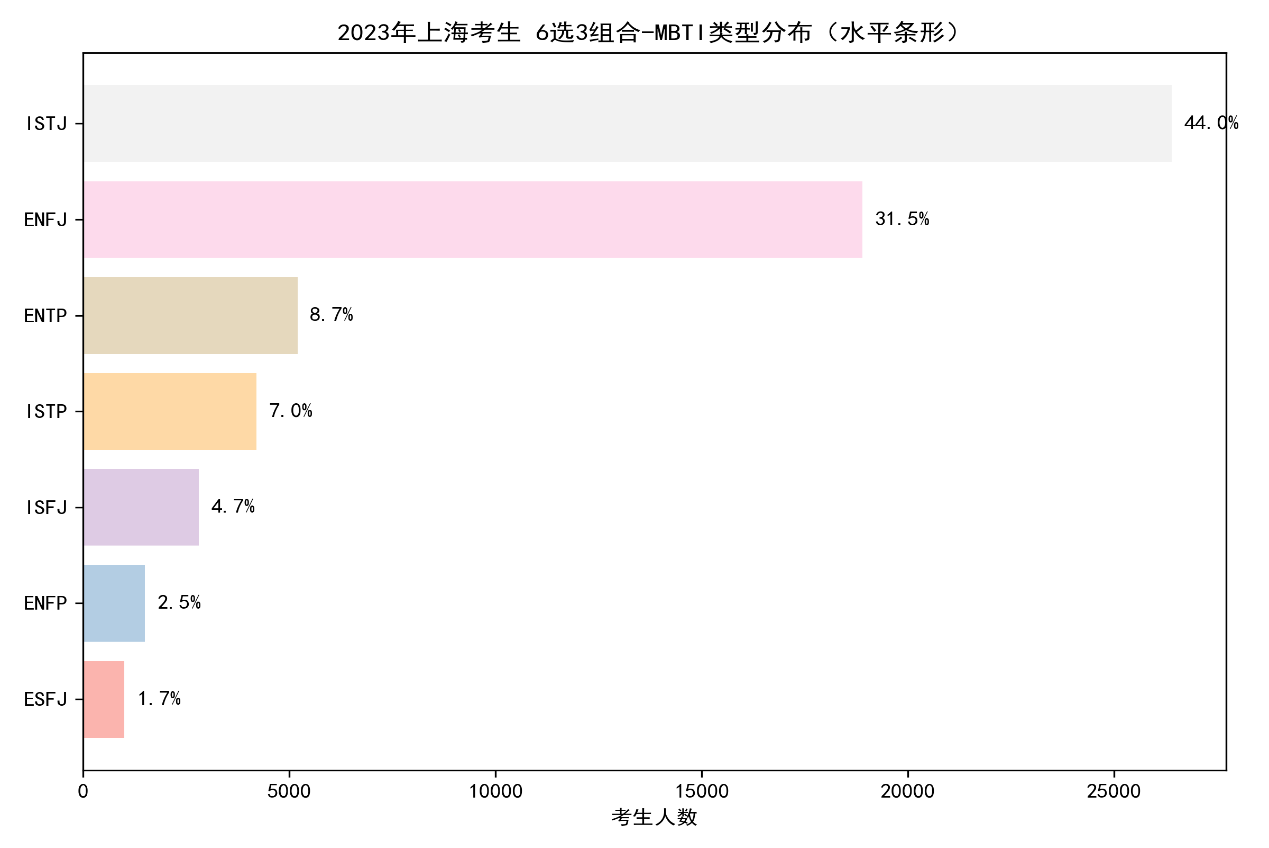 2023年上海考生 6选3组合-MBTI类型分布（水平条形）
ISTJ 44.0%
ENFJ 31.5%
ENTP 8.7%
ISTP 7.0%
ISFJ 4.7%
ENFP 2.5%
ESFJ 1.7%
0 5000 10000 15000 20000 25000
考生人数